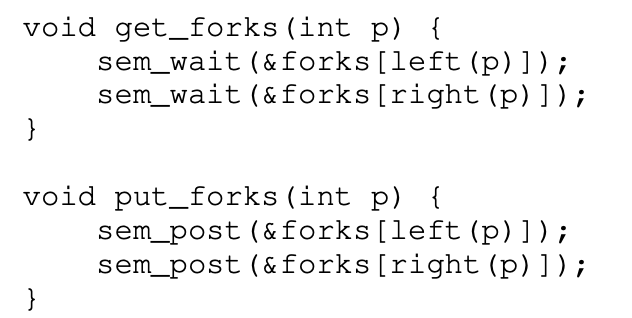 void get_forks(int p) {
    sem_wait(&forks[left(p)]);
    sem_wait(&forks[right(p)]);
}

void put_forks(int p) {
    sem_post(&forks[left(p)]);
    sem_post(&forks[right(p)]);
}